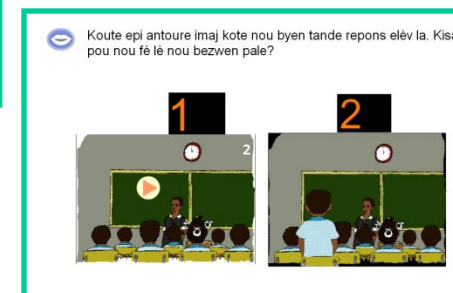 Koute epi antoure imaj kote nou byen tande repons elèv la.
pou nou fè lè nou bezwen pale?
1
2
2